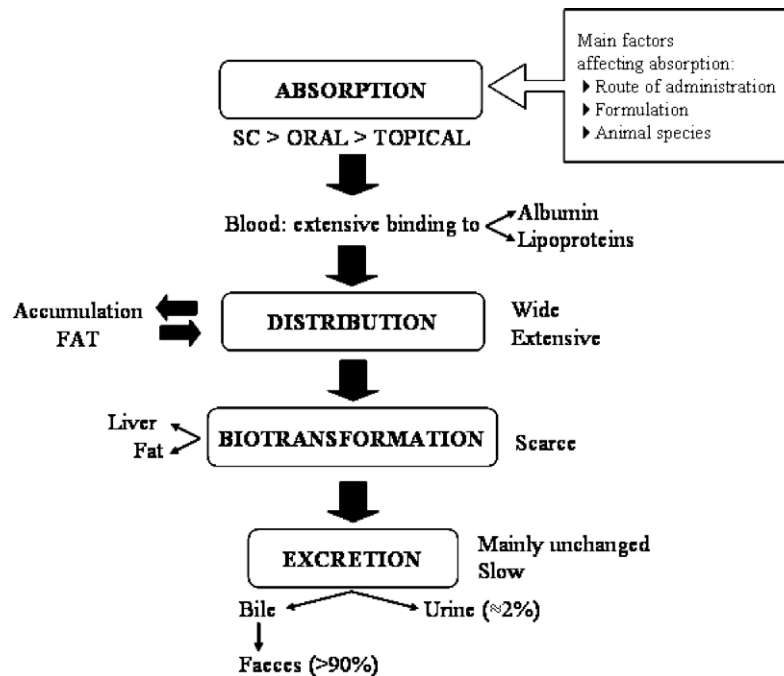 Main factors
affecting absorption:
Route of administration
Formulation
Animal species
ABSORPTION
SC > ORAL > TOPICAL
Blood: extensive binding to
Albumin
Lipoproteins
Accumulation
FAT
DISTRIBUTION
Wide
Extensive
Liver
Fat
BIOTRANSFORMATION
Scarce
EXCRETION
Mainly unchanged
Slow
Bile
Urine (≈2%)
Faeces (>90%)